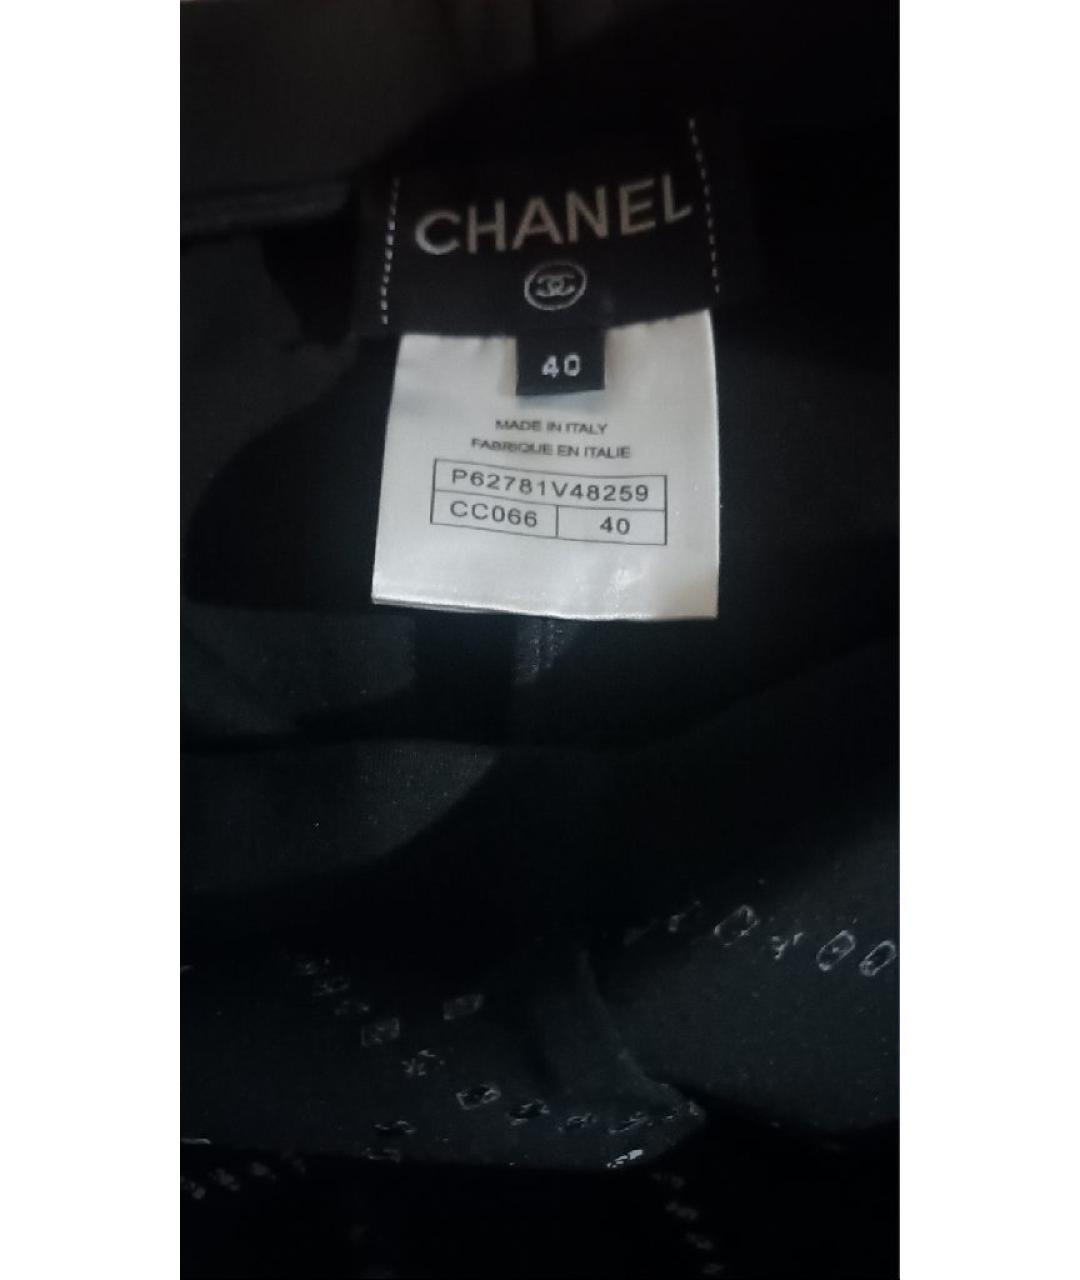 CHANEL
40
MADE IN ITALY
FABRIQUE EN ITALIE
P62781V48259
CC066 40